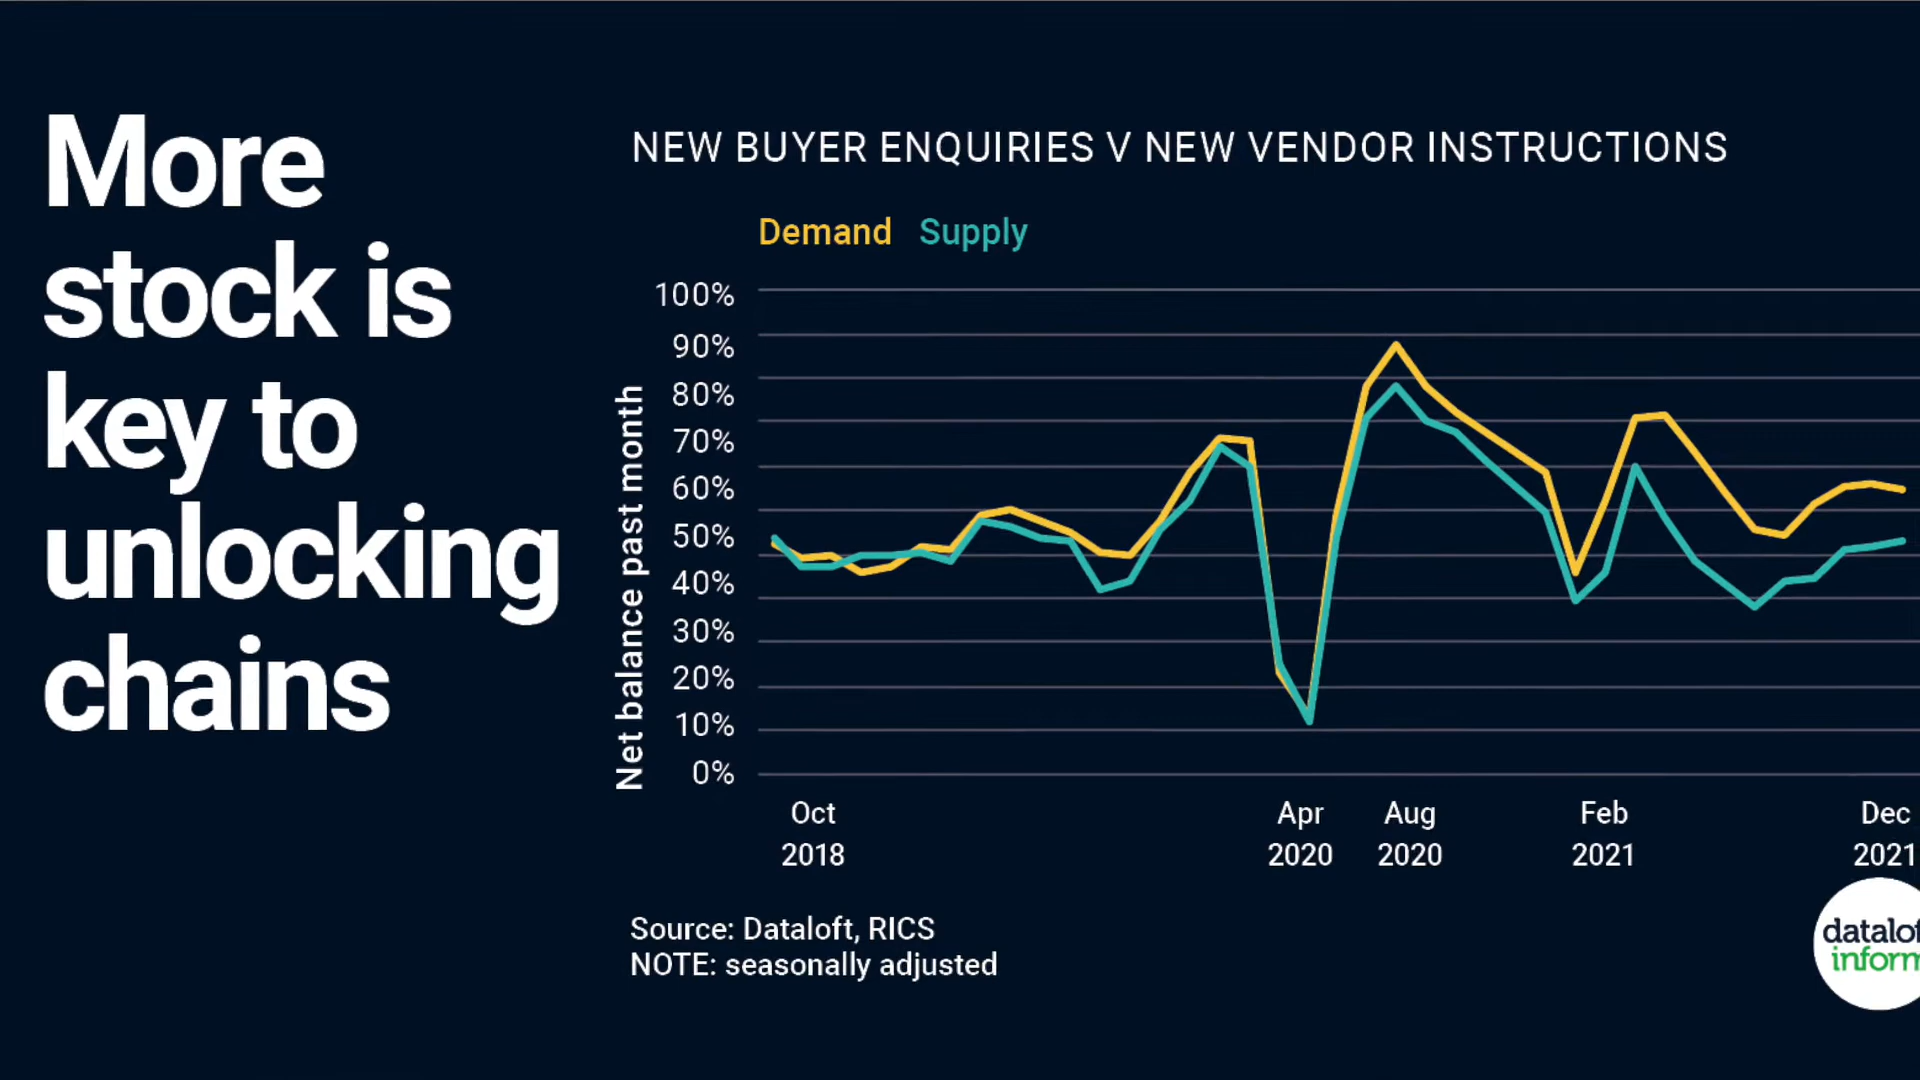 More
stock is
key to
unlocking
chains
NEW BUYER ENQUIRIES V NEW VENDOR INSTRUCTIONS
Demand Supply
Net balance past month
100%
90%
80%
70%
60%
50%
40%
30%
20%
10%
0%
Oct 2018
Apr 2020
Aug 2020
Feb 2021
Dec 2021
Source: Dataloft, RICS
NOTE: seasonally adjusted
datalof
inform